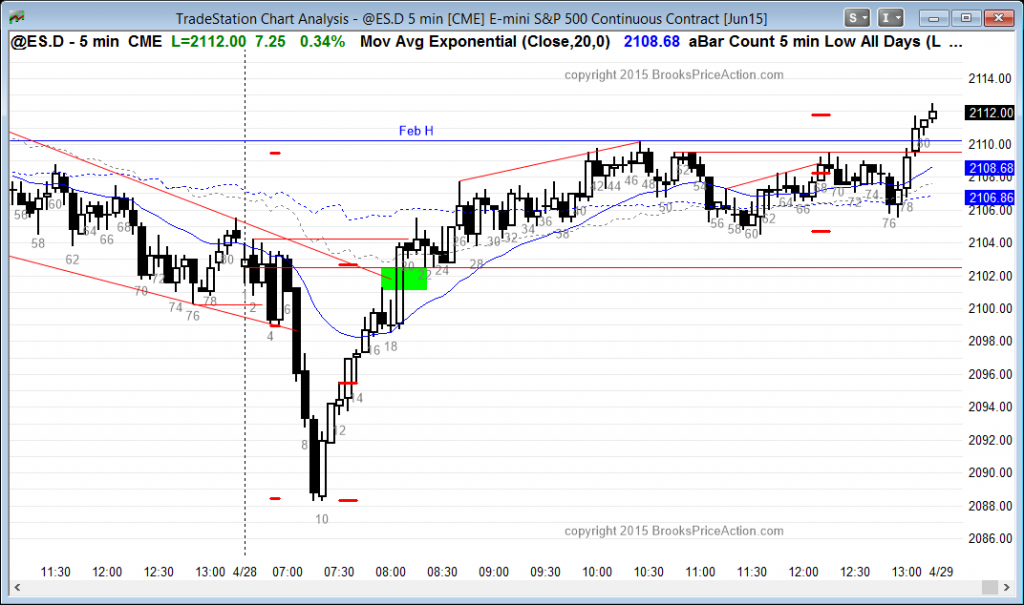 TradeStation Chart Analysis - @ES.D 5 min [CME] E-mini S&P 500 Continuous Contract [Jun15]
S I
@ES.D - 5 min CME L=2112.00 7.25 0.34% Mov Avg Exponential (Close,20,0) 2108.68 aBar Count 5 min Low All Days (L ...
copyright 2015 BrooksPriceAction.com
2114.00
2112.00
Feb H
2110.00
2108.68
2108.00
2106.86
2106.00
2104.00
2102.00
2100.00
2098.00
2096.00
2094.00
2092.00
2090.00
2088.00
2086.00
56 58 60 62 64 66 68 70 72 74 76 78 80
2 4 6 8 10 12 14 16 18 20 22 24 26 28 30 32 34 36 38 40 42 44 46 48 50 52 54 56 58 60 62 64 66 68 70 72 74 76 78 80
copyright 2015 BrooksPriceAction.com
11:30 12:00 12:30 13:00 4/28 07:00 07:30 08:00 08:30 09:00 09:30 10:00 10:30 11:00 11:30 12:00 12:30 13:00 4/29